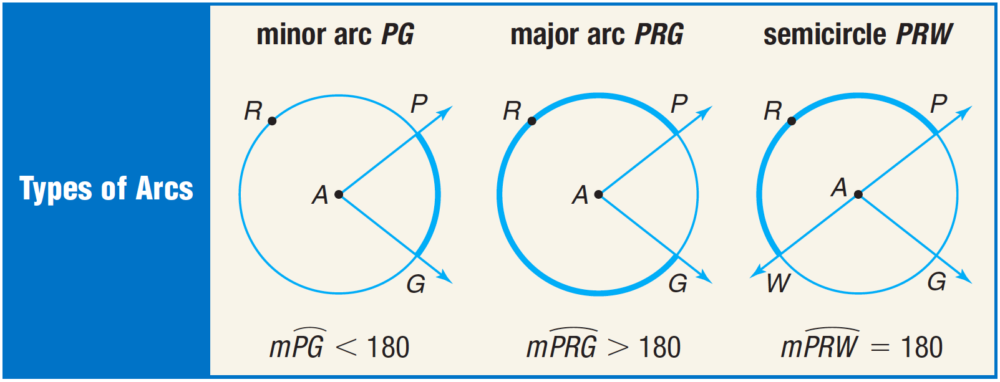 Types of Arcs
minor arc PG
R
P
A
G
mPG < 180
major arc PRG
R
P
A
G
mPRG > 180
semicircle PRW
R
P
A
W
G
mPRW = 180